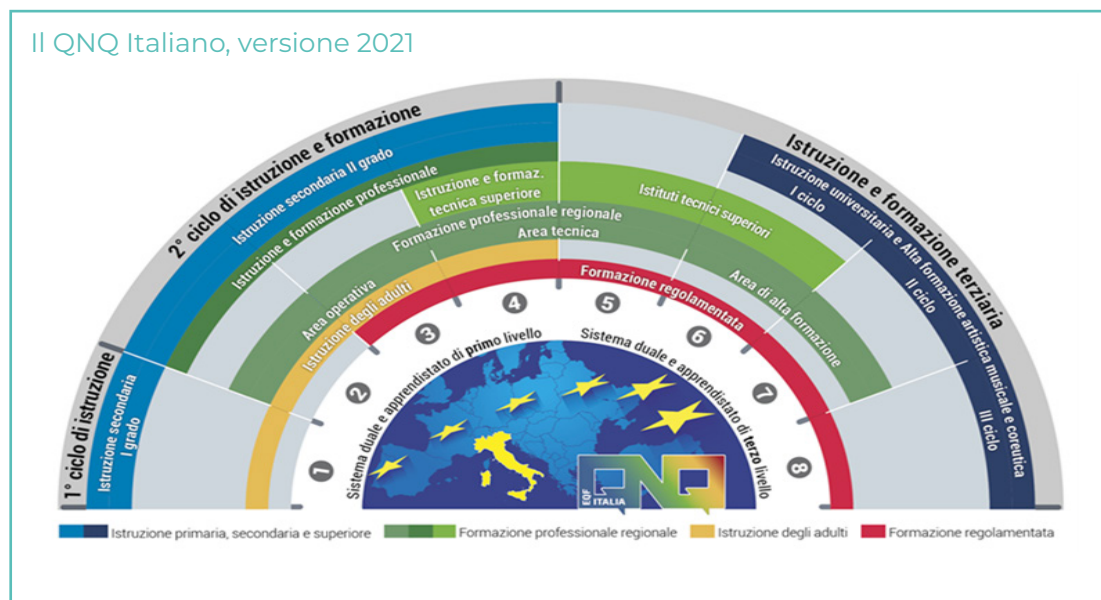 Il QNQ Italiano, versione 2021
1° ciclo di istruzione
2° ciclo di istruzione e formazione
Istruzione e formazione terziaria
Istruzione secondaria
I grado
Istruzione secondaria II grado
Istruzione e formazione professionale
Istruzione e formaz.
tecnica superiore
Istituti tecnici superiori
Istruzione universitaria e Alta formazione artistica musicale e coreutica
I ciclo
II ciclo
III ciclo
Formazione professionale regionale
Area operativa
Area tecnica
Area di alta formazione
Istruzione degli adulti
Formazione regolamentata
1
2
3
4
5
6
7
8
Sistema duale e apprendistato di primo livello
Sistema duale e apprendistato di terzo livello
EQF
ITALIA
QNQ
Istruzione primaria, secondaria e superiore
Formazione professionale regionale
Istruzione degli adulti
Formazione regolamentata